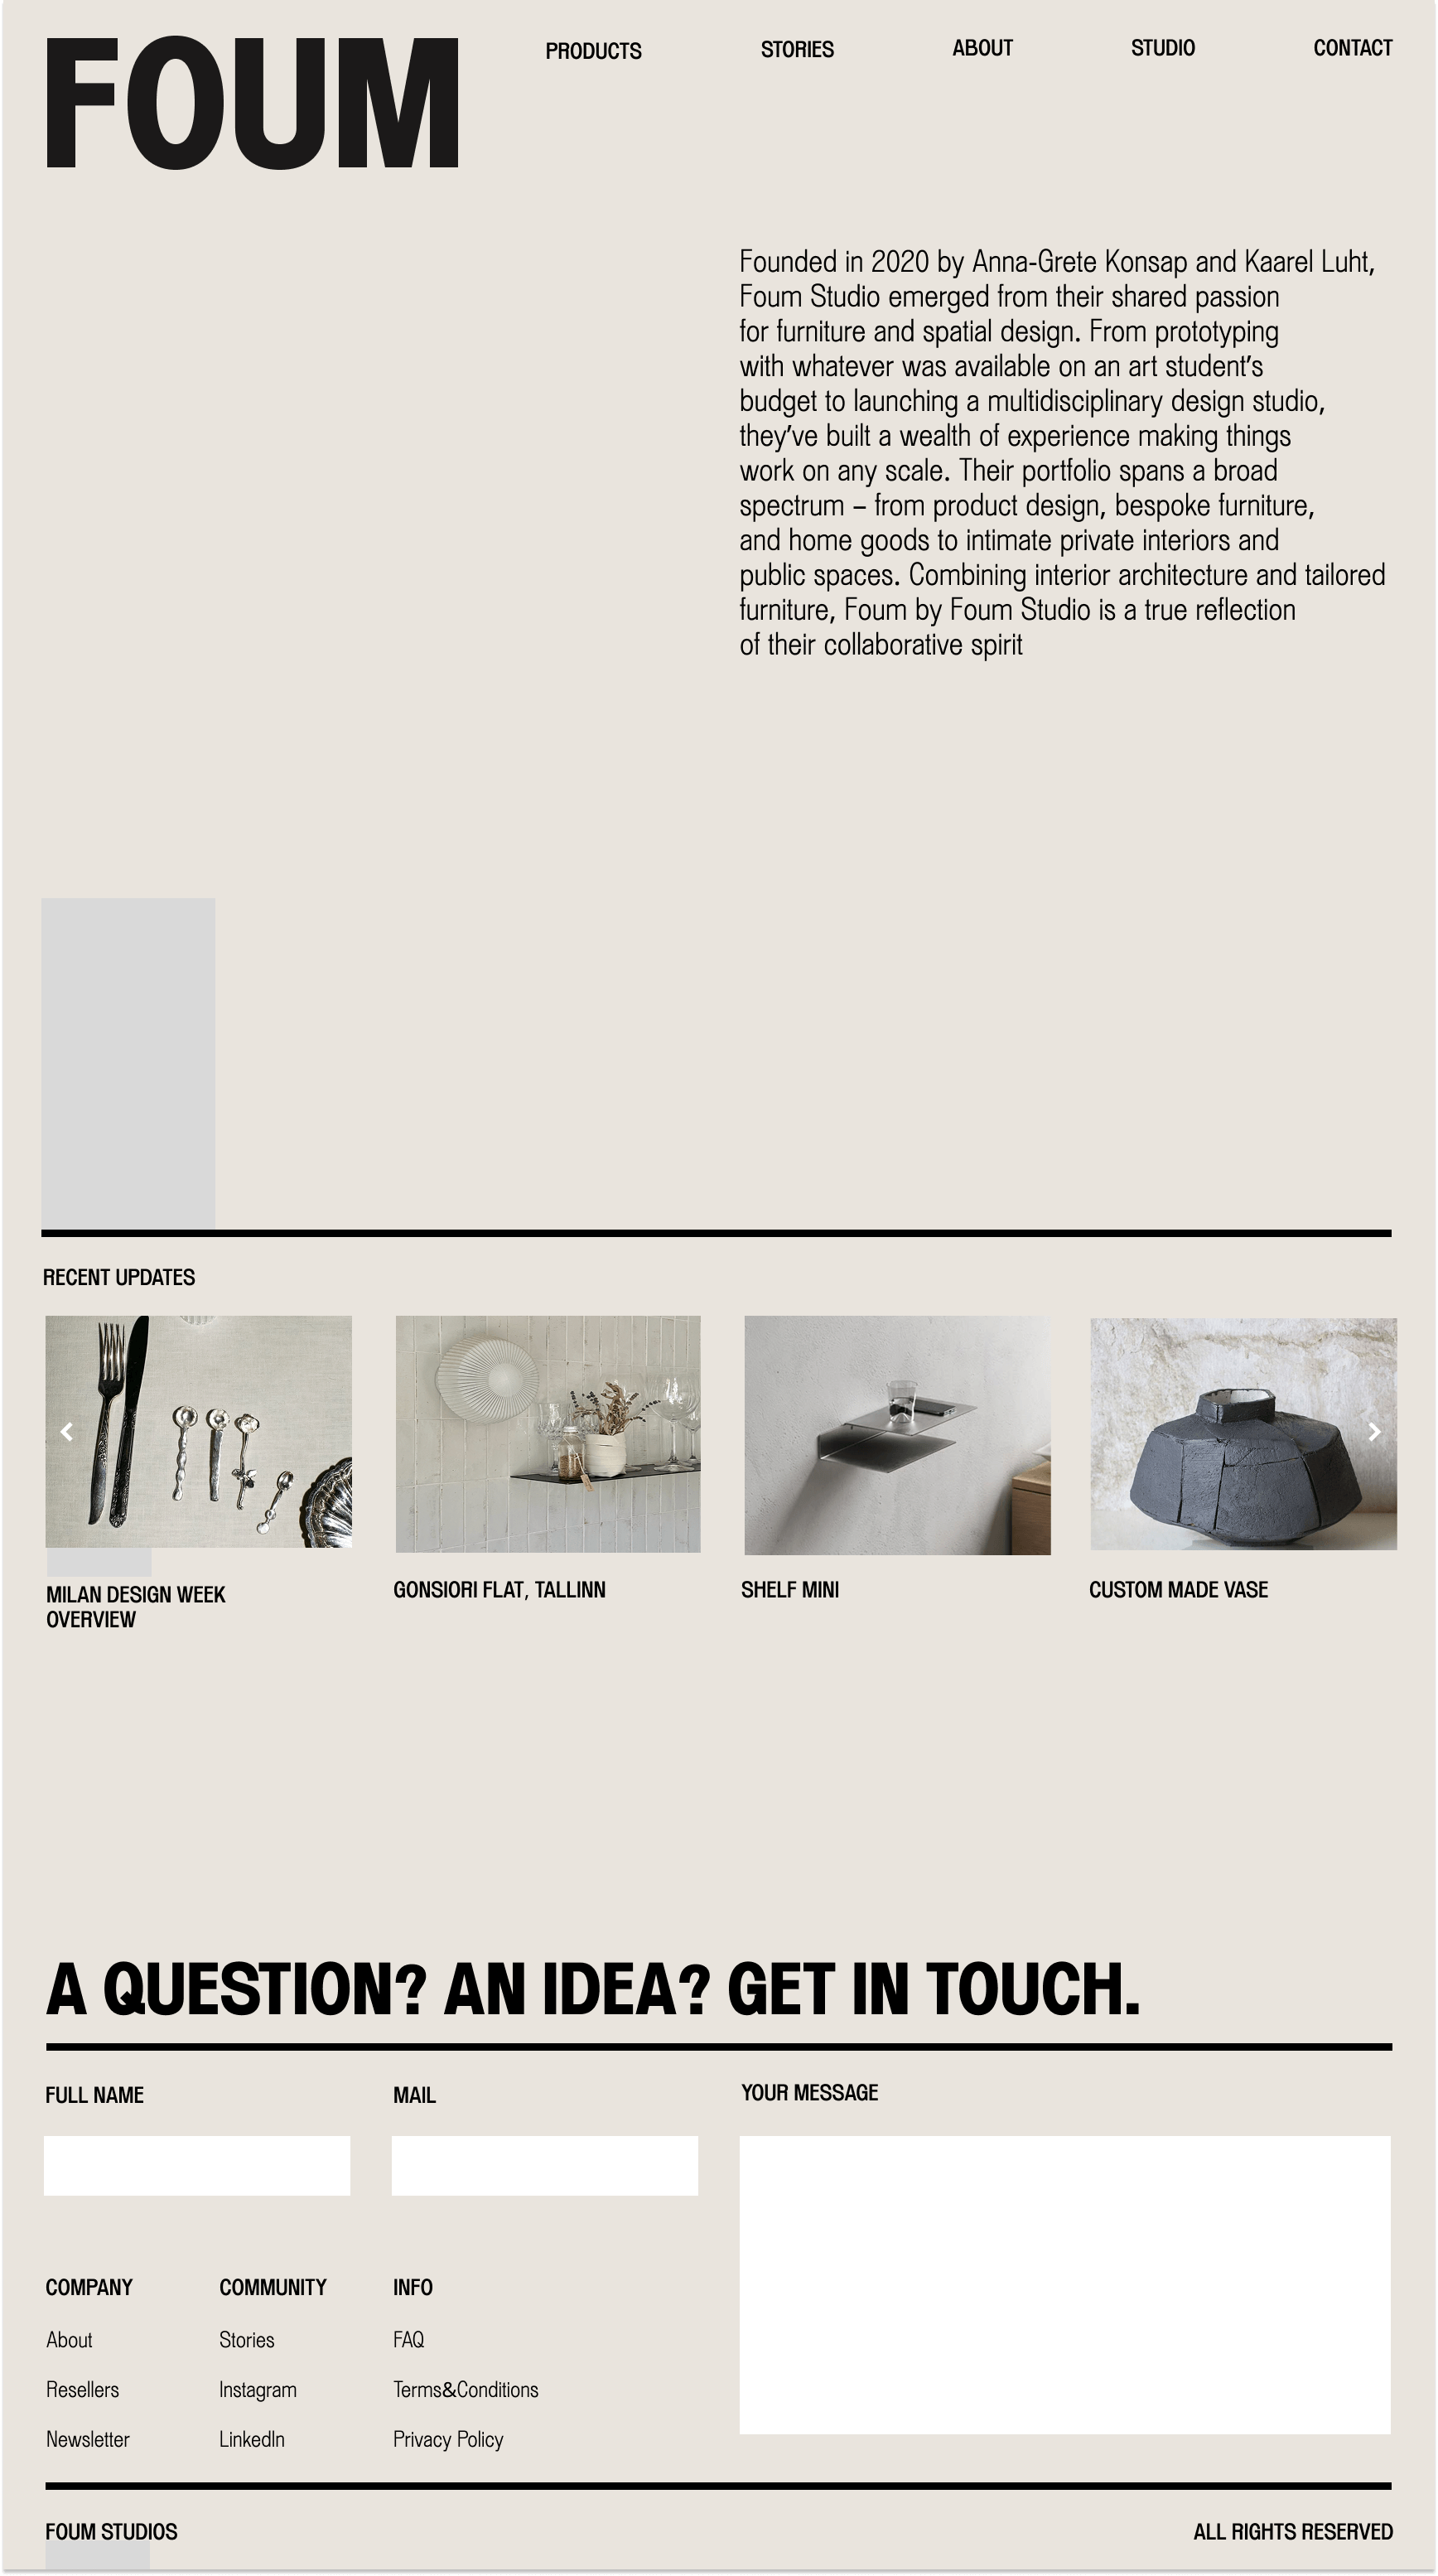 FOUM
PRODUCTS
STORIES
ABOUT
STUDIO
CONTACT
Founded in 2020 by Anna-Grete Konsap and Kaarel Luht,
Foum Studio emerged from their shared passion
for furniture and spatial design. From prototyping
with whatever was available on an art student’s
budget to launching a multidisciplinary design studio,
they’ve built a wealth of experience making things
work on any scale. Their portfolio spans a broad
spectrum – from product design, bespoke furniture,
and home goods to intimate private interiors and
public spaces. Combining interior architecture and tailored
furniture, Foum by Foum Studio is a true reflection
of their collaborative spirit
RECENT UPDATES
MILAN DESIGN WEEK
OVERVIEW
GONSIORI FLAT, TALLINN
SHELF MINI
CUSTOM MADE VASE
A QUESTION? AN IDEA? GET IN TOUCH.
FULL NAME
MAIL
YOUR MESSAGE
COMPANY
About
Resellers
Newsletter
COMMUNITY
Stories
Instagram
LinkedIn
INFO
FAQ
Terms&Conditions
Privacy Policy
FOUM STUDIOS
ALL RIGHTS RESERVED